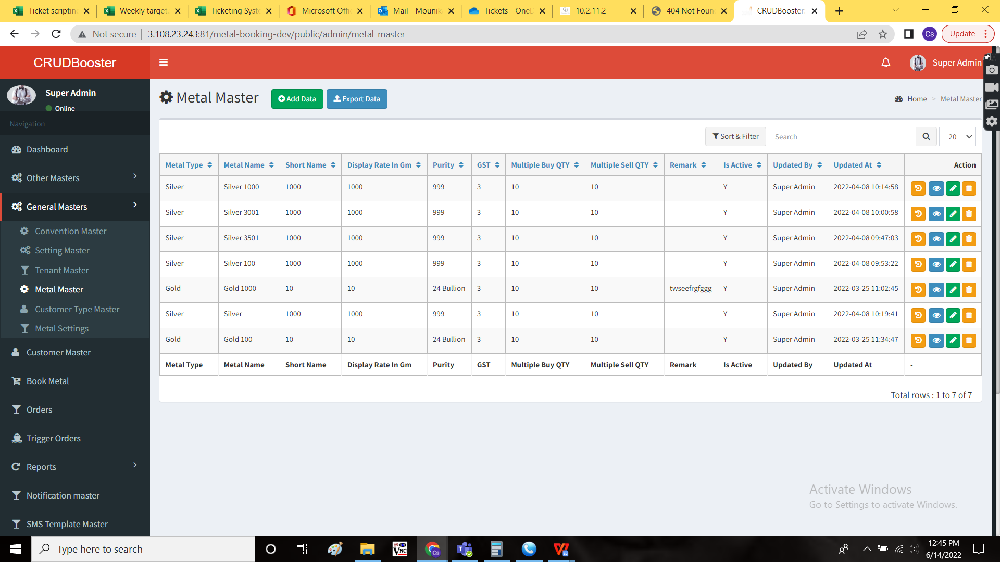 Ticket scripting
Weekly target
Ticketing Syste
Microsoft Offic
Mail - Mounik
Tickets - OneD
10.2.11.2
404 Not Foun
CRUDBooster:
Not secure
3.108.23.243:81/metal-booking-dev/public/admin/metal_master
Cs
Update
CRUDBooster
Super Admin
Super Admin
Online
Metal Master
Add Data
Export Data
Home > Metal Master
Navigation
Sort & Filter
Search
20
Dashboard
Other Masters
General Masters
Convention Master
Setting Master
Tenant Master
Metal Master
Customer Type Master
Metal Settings
Customer Master
Book Metal
Orders
Trigger Orders
Reports
Notification master
SMS Template Master
Metal Type Metal Name Short Name Display Rate In Gm Purity GST Multiple Buy QTY Multiple Sell QTY Remark Is Active Updated By Updated At Action
Silver Silver 1000 1000 1000 999 3 10 10 Y Super Admin 2022-04-08 10:14:58
Silver Silver 3001 1000 1000 999 3 10 10 Y Super Admin 2022-04-08 10:00:58
Silver Silver 3501 1000 1000 999 3 10 10 Y Super Admin 2022-04-08 09:47:03
Silver Silver 100 1000 1000 999 3 10 10 Y Super Admin 2022-04-08 09:53:22
Gold Gold 1000 10 10 24 Bullion 3 10 10 twseefrgfggg Y Super Admin 2022-03-25 11:02:45
Silver Silver 1000 1000 999 3 10 10 Y Super Admin 2022-04-08 10:19:41
Gold Gold 100 10 10 24 Bullion 3 10 10 Y Super Admin 2022-03-25 11:34:47
Metal Type Metal Name Short Name Display Rate In Gm Purity GST Multiple Buy QTY Multiple Sell QTY Remark Is Active Updated By Updated At -
Total rows : 1 to 7 of 7
Activate Windows
Go to Settings to activate Windows.
Type here to search
VNC
Cs
12:45 PM
6/14/2022